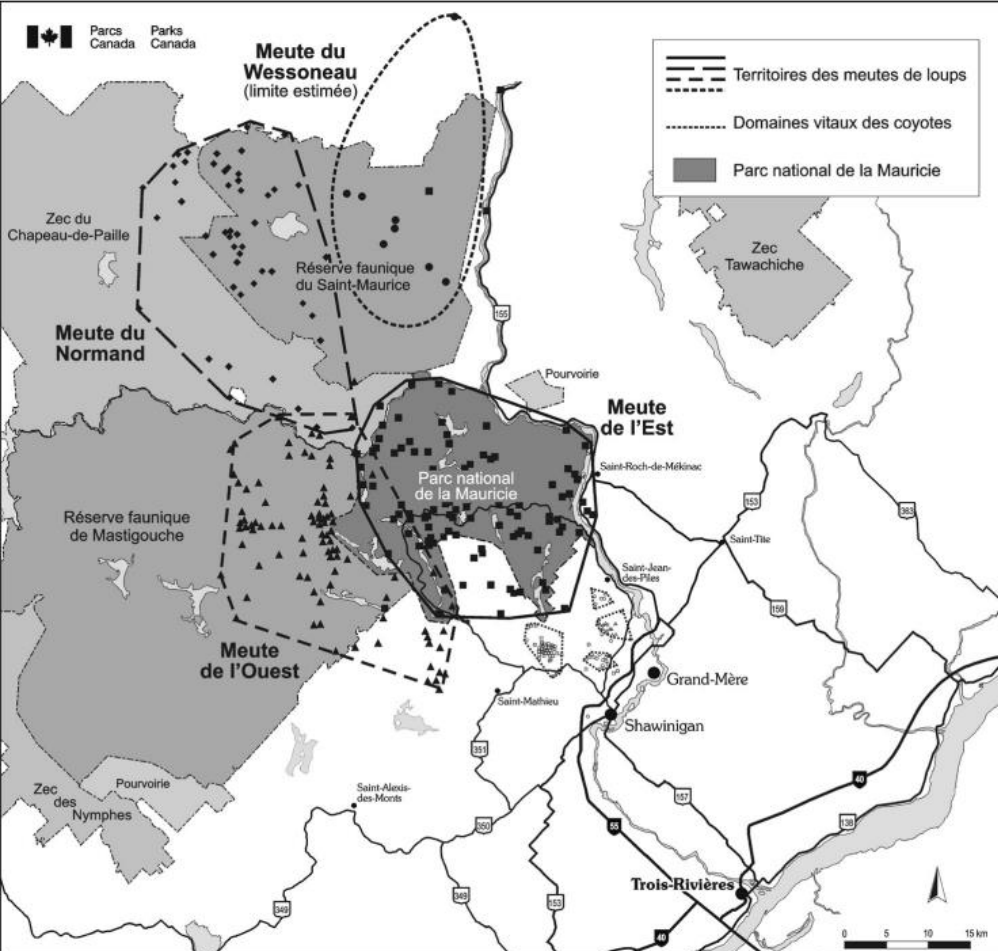 Parcs Parks
Canada Canada
Meute du
Wessoneau
(limite estimée)
Territoires des meutes de loups
Domaines vitaux des coyotes
Parc national de la Mauricie
Zec du
Chapeau-de-Paille
Zec
Tawachiche
Réserve faunique
du Saint-Maurice
155
Meute du
Normand
Pourvoirie
Meute
de l'Est
Saint-Roch-de-Mékinac
Parc national
de la Mauricie
153
363
Réserve faunique
de Mastigouche
Saint-Tite
Saint-Jean
-des-Piles
159
Meute
de l'Ouest
Grand-Mère
Saint-Mathieu
Shawinigan
351
Zec
des
Nymphes
Pourvoirie
Saint-Alexis
-des-Monts
40
157
350
55
138
Trois-Rivières
349
349
153
40
0 5 10 15 km